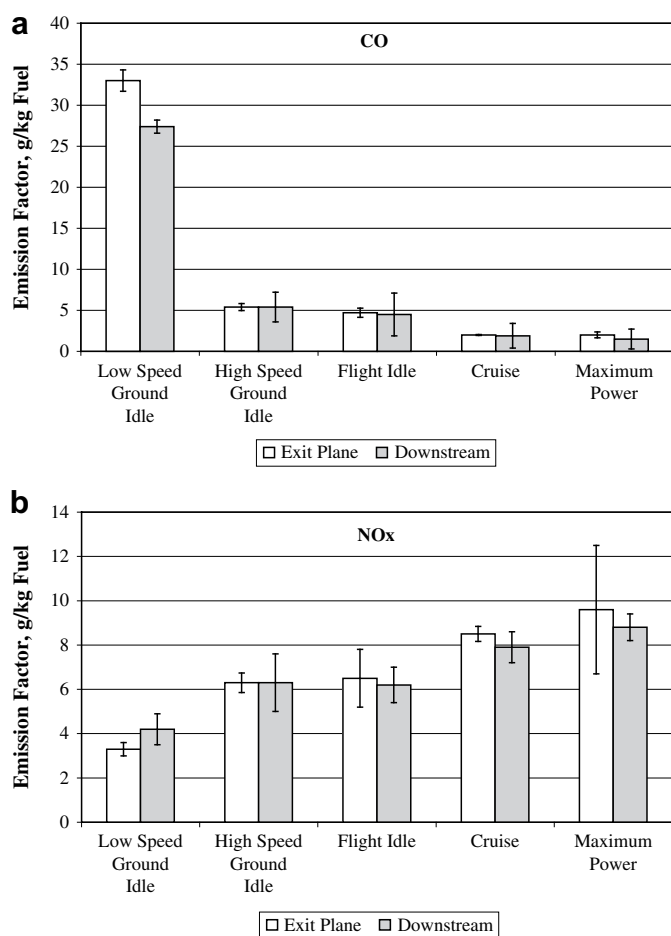 a
CO
Emission Factor, g/kg Fuel
40
35
30
25
20
15
10
5
0
Low Speed Ground Idle
High Speed Ground Idle
Flight Idle
Cruise
Maximum Power
Exit Plane
Downstream
b
NOx
Emission Factor, g/kg Fuel
14
12
10
8
6
4
2
0
Low Speed Ground Idle
High Speed Ground Idle
Flight Idle
Cruise
Maximum Power
Exit Plane
Downstream